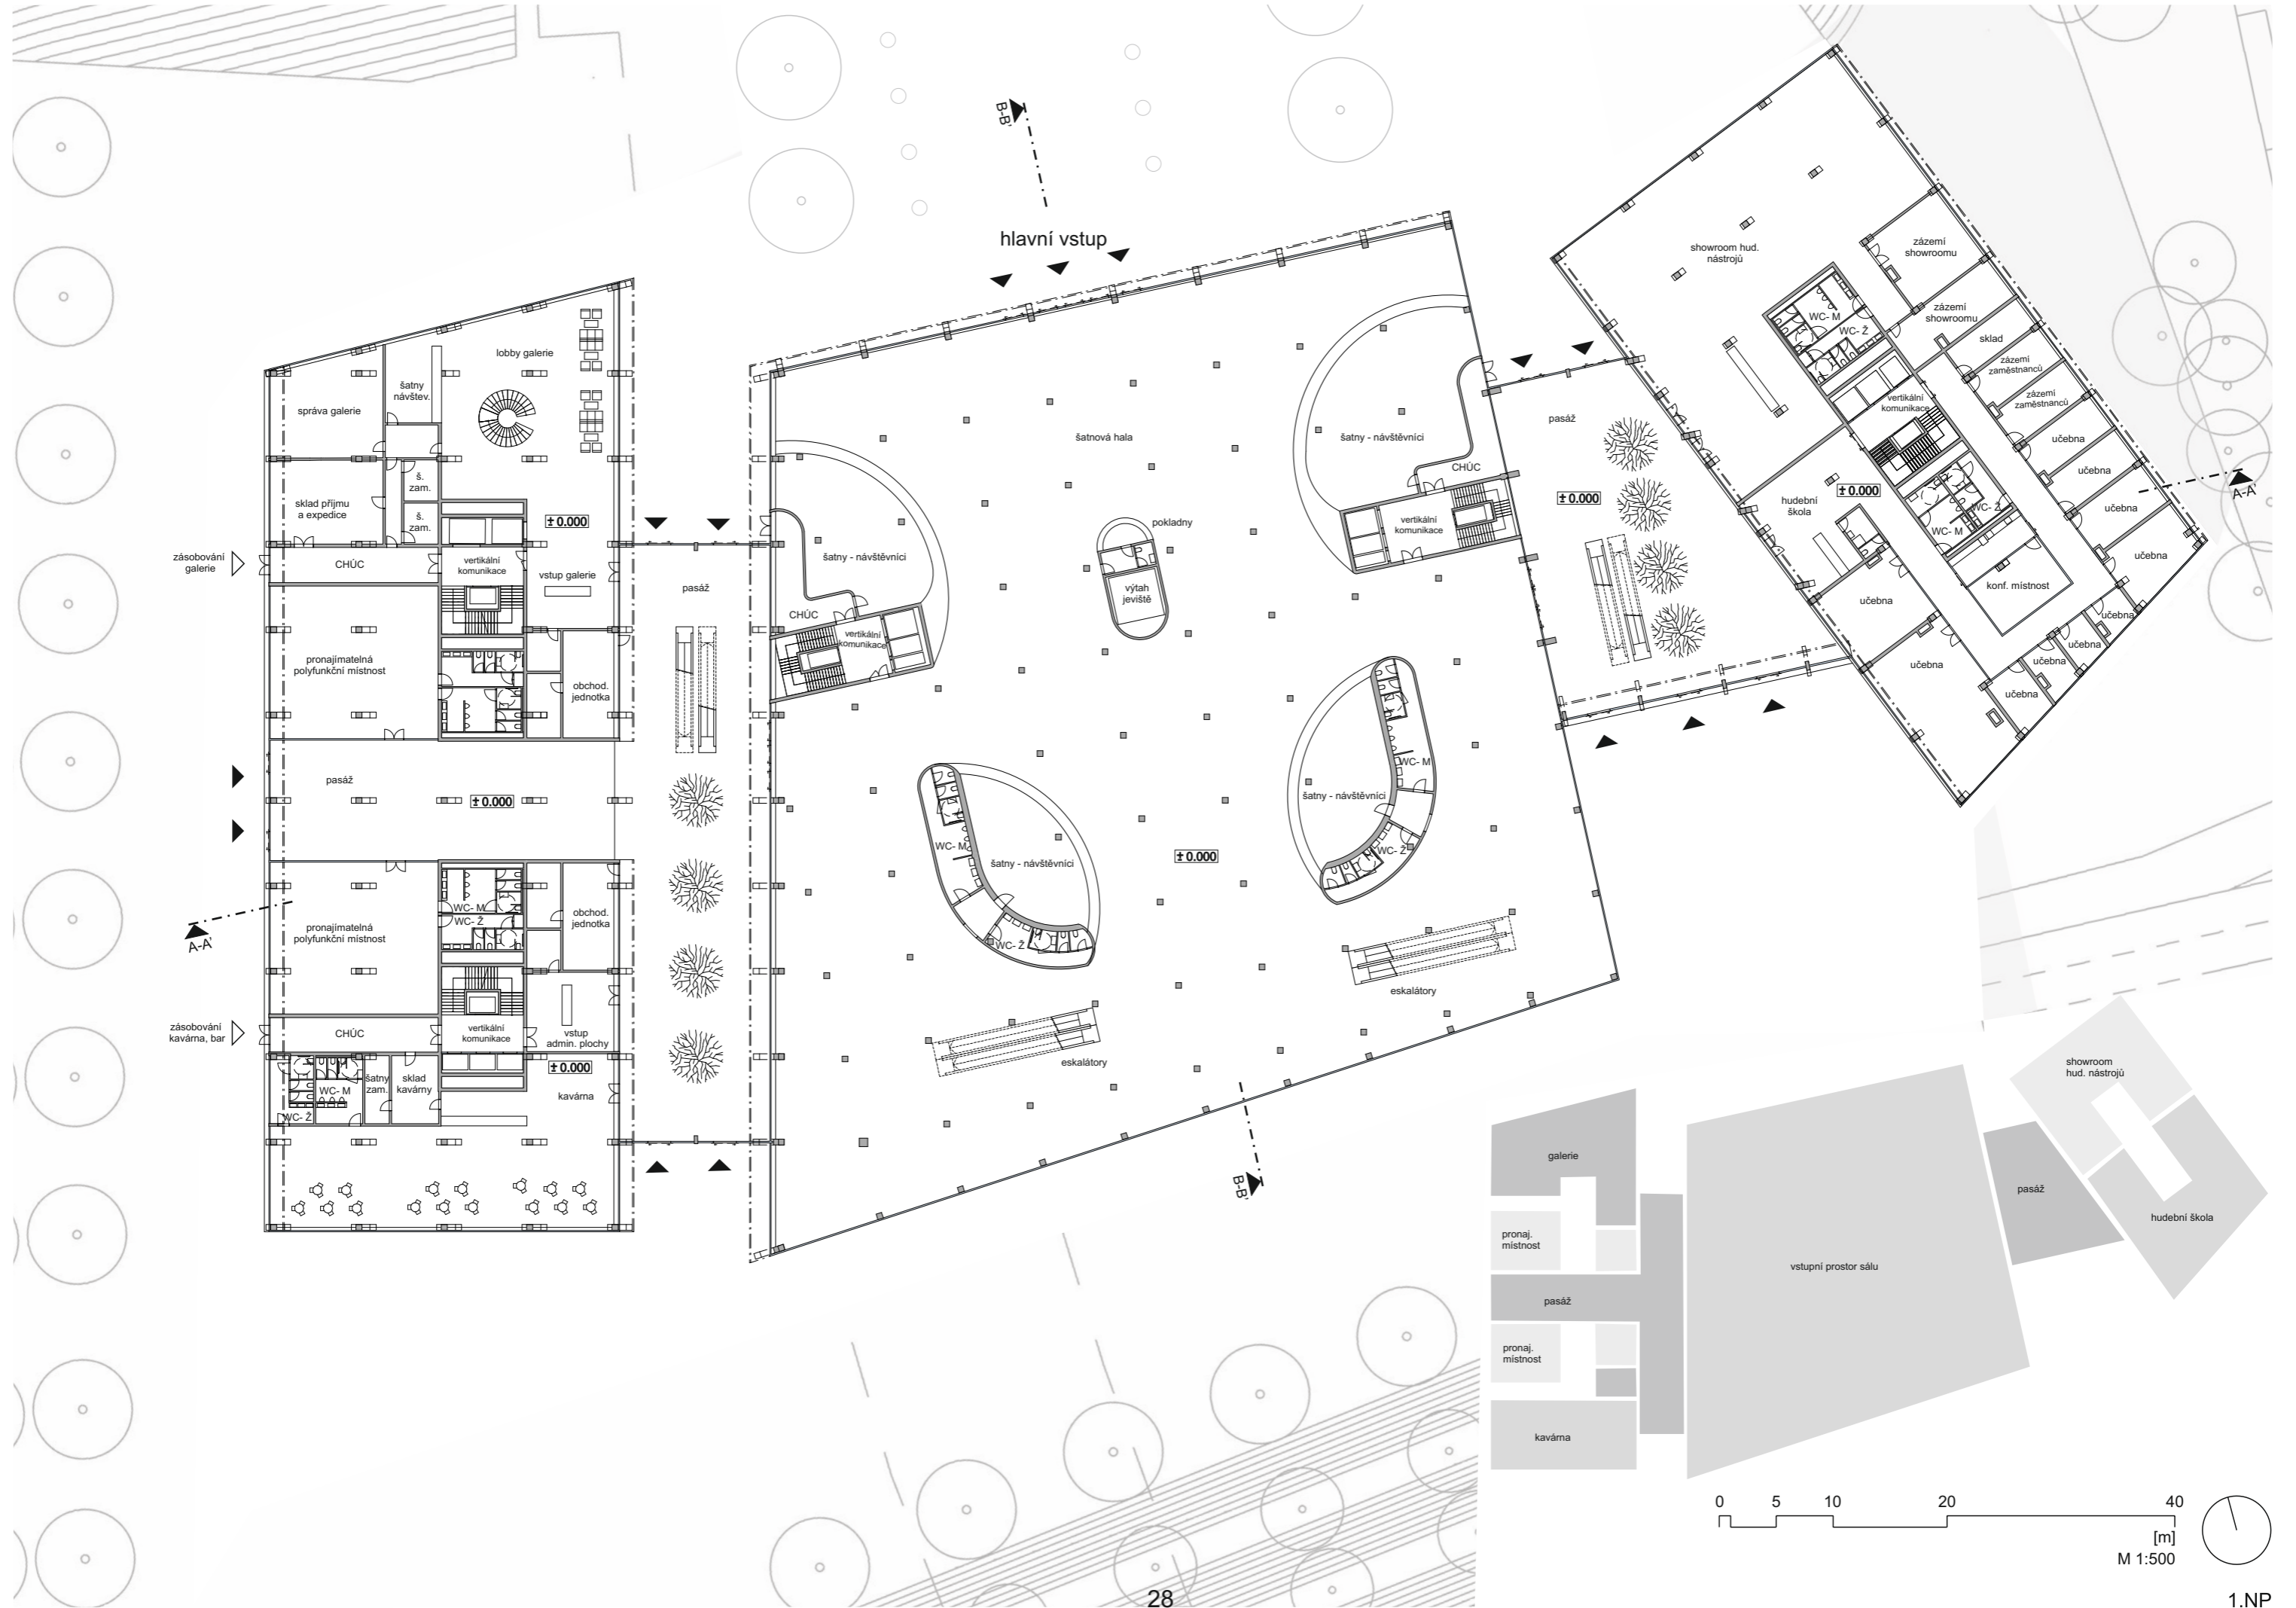 B-B'
hlavní vstup
showroom hud.
nástrojů
zázemí
showroomu
zázemí
showroomu
WC- M
WC- Ž
sklad
zázemí
zaměstnanců
zázemí
zaměstnanců
vertikální
komunikace
učebna
učebna
učebna
učebna
A-A'
hudební
škola
± 0.000
WC- Ž
WC- M
konf. místnost
učebna
učebna
učebna
učebna
učebna
učebna
lobby galerie
šatny
návštev.
správa galerie
š.
zam.
š.
zam.
sklad příjmu
a expedice
± 0.000
zásobování
galerie
CHÚC
vertikální
komunikace
vstup galerie
pasáž
pronajímatelná
polyfunkční místnost
obchod.
jednotka
pasáž
± 0.000
WC- M
WC- Ž
obchod.
jednotka
pronajímatelná
polyfunkční místnost
A-A'
zásobování
kavárna, bar
CHÚC
vertikální
komunikace
vstup
admin. plochy
± 0.000
WC- M
WC- Ž
šatny
zam.
sklad
kavárny
kavárna
šatnová hala
šatny - návštěvníci
CHÚC
vertikální
komunikace
pasáž
± 0.000
pokladny
výtah
jeviště
šatny - návštěvníci
CHÚC
vertikální
komunikace
WC- M
šatny - návštěvníci
WC- Ž
WC- M
šatny - návštěvníci
WC- Ž
± 0.000
eskalátory
eskalátory
B-B'
showroom
hud. nástrojů
galerie
pasáž
hudební škola
pronaj.
místnost
vstupní prostor sálu
pasáž
pronaj.
místnost
kavárna
0 5 10 20 40
[m]
M 1:500
28
1.NP